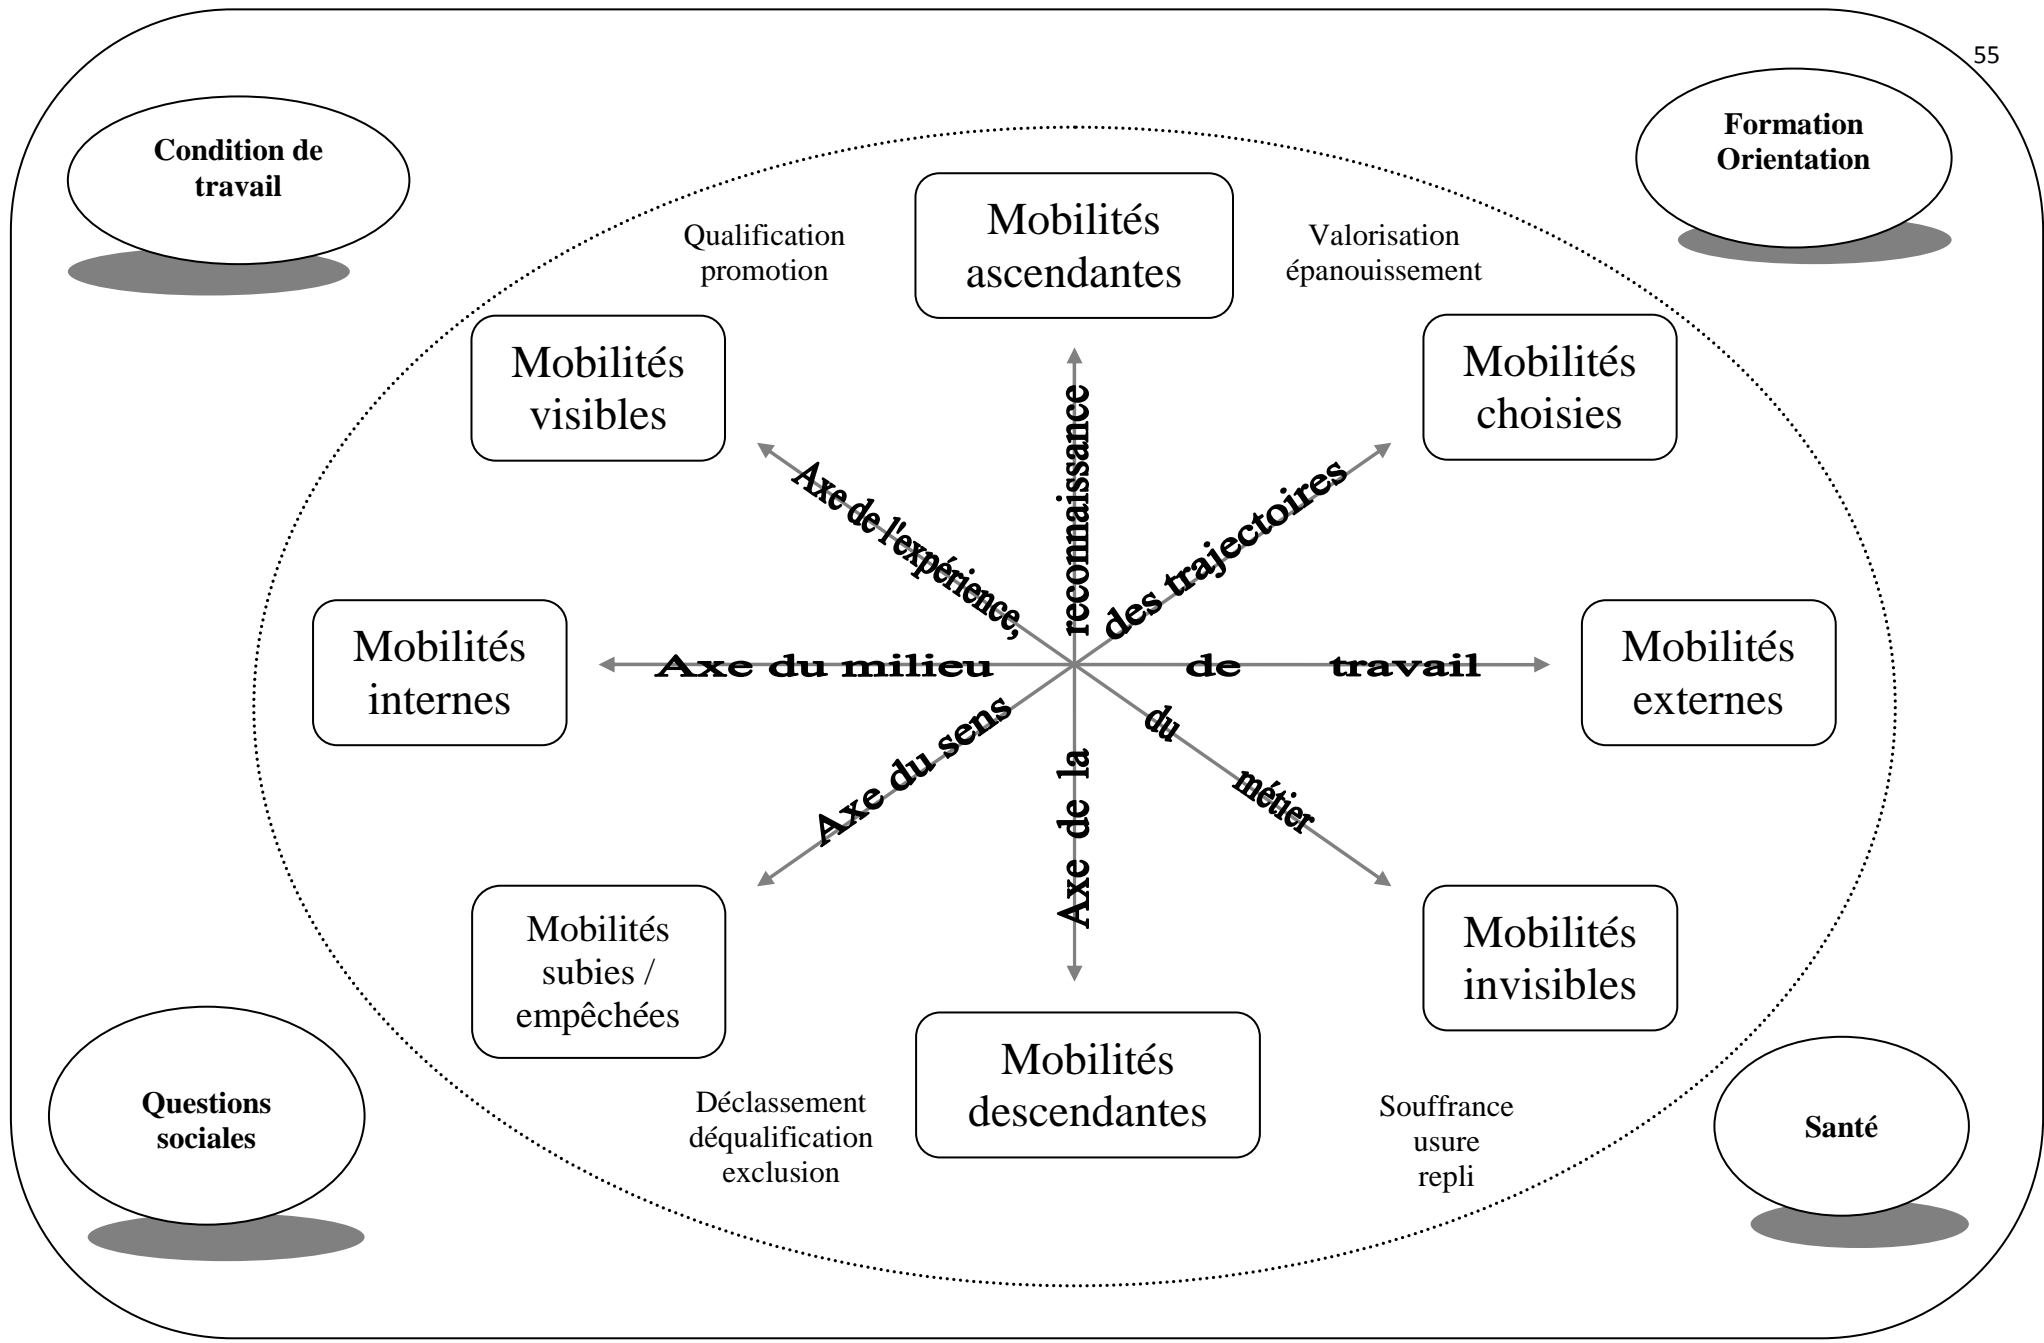 55
Condition de
travail
Formation
Orientation
Qualification
promotion
Mobilités
ascendantes
Valorisation
épanouissement
Mobilités
visibles
Mobilités
choisies
Axe de l'expérience,
du
métier
Axe de la
reconnaissance
Axe du sens
des trajectoires
Mobilités
internes
Axe du milieu de travail
Mobilités
externes
Mobilités
subies /
empêchées
Mobilités
invisibles
Mobilités
descendantes
Déclassement
déqualification
exclusion
Souffrance
usure
repli
Questions
sociales
Santé